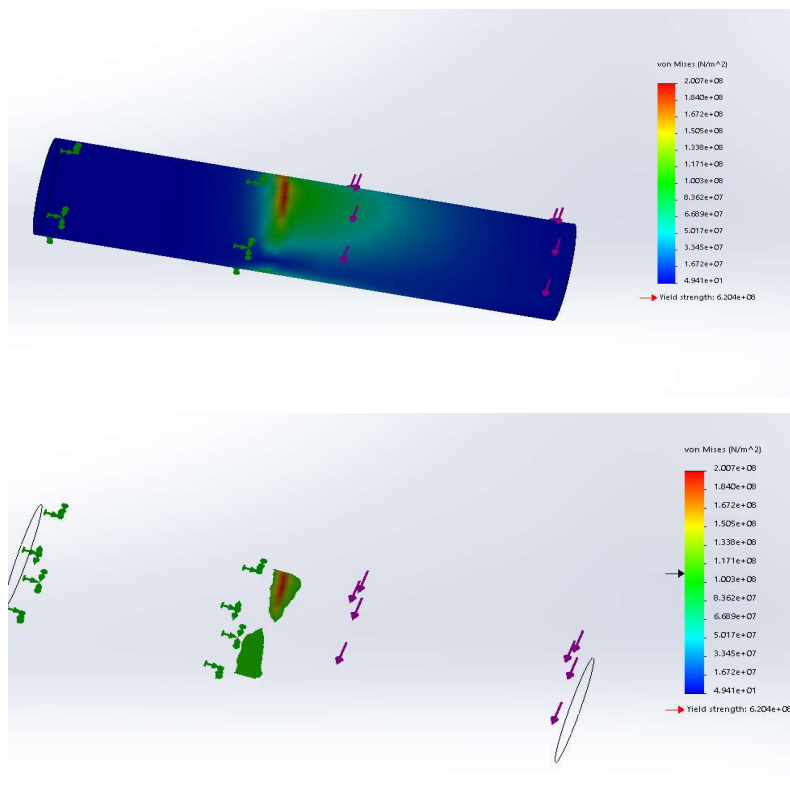 von Mises (N/m^2)
2.007e+08
1.840e+08
1.672e+08
1.505e+08
1.338e+08
1.171e+08
1.003e+08
8.362e+07
6.689e+07
5.017e+07
3.345e+07
1.672e+07
4.941e+01
Yield strength: 6.204e+08
von Mises (N/m^2)
2.007e+08
1.840e+08
1.672e+08
1.505e+08
1.338e+08
1.171e+08
1.003e+08
8.362e+07
6.689e+07
5.017e+07
3.345e+07
1.672e+07
4.941e+01
Yield strength: 6.204e+08